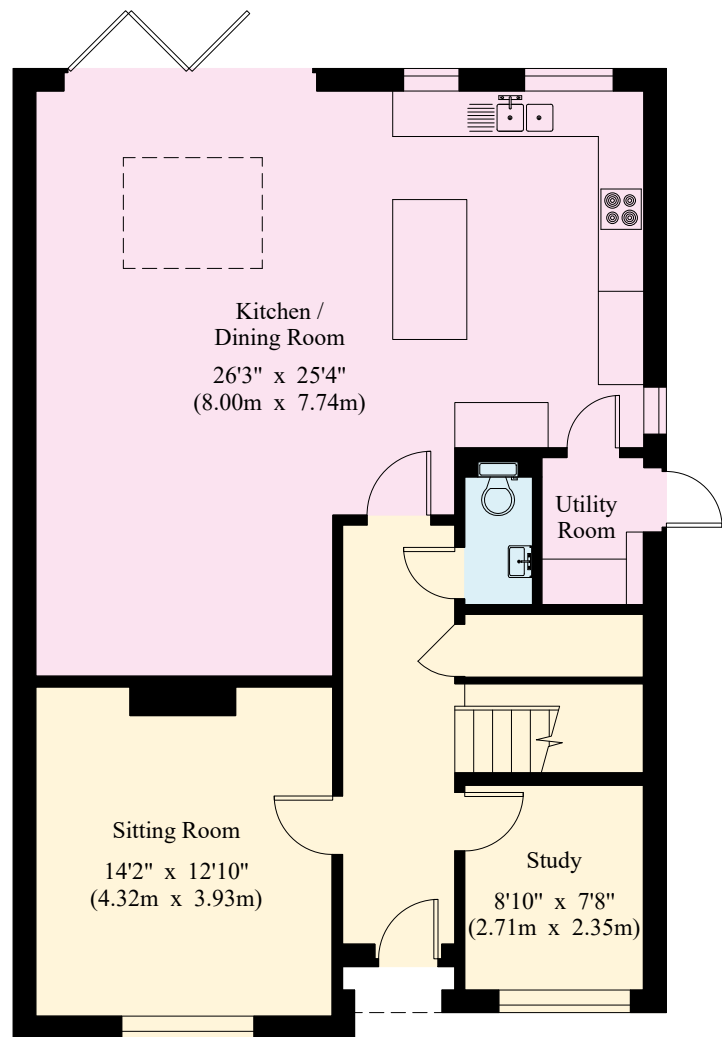 Kitchen /
Dining Room
26'3" x 25'4"
(8.00m x 7.74m)
Utility
Room
Sitting Room
14'2" x 12'10"
(4.32m x 3.93m)
Study
8'10" x 7'8"
(2.71m x 2.35m)